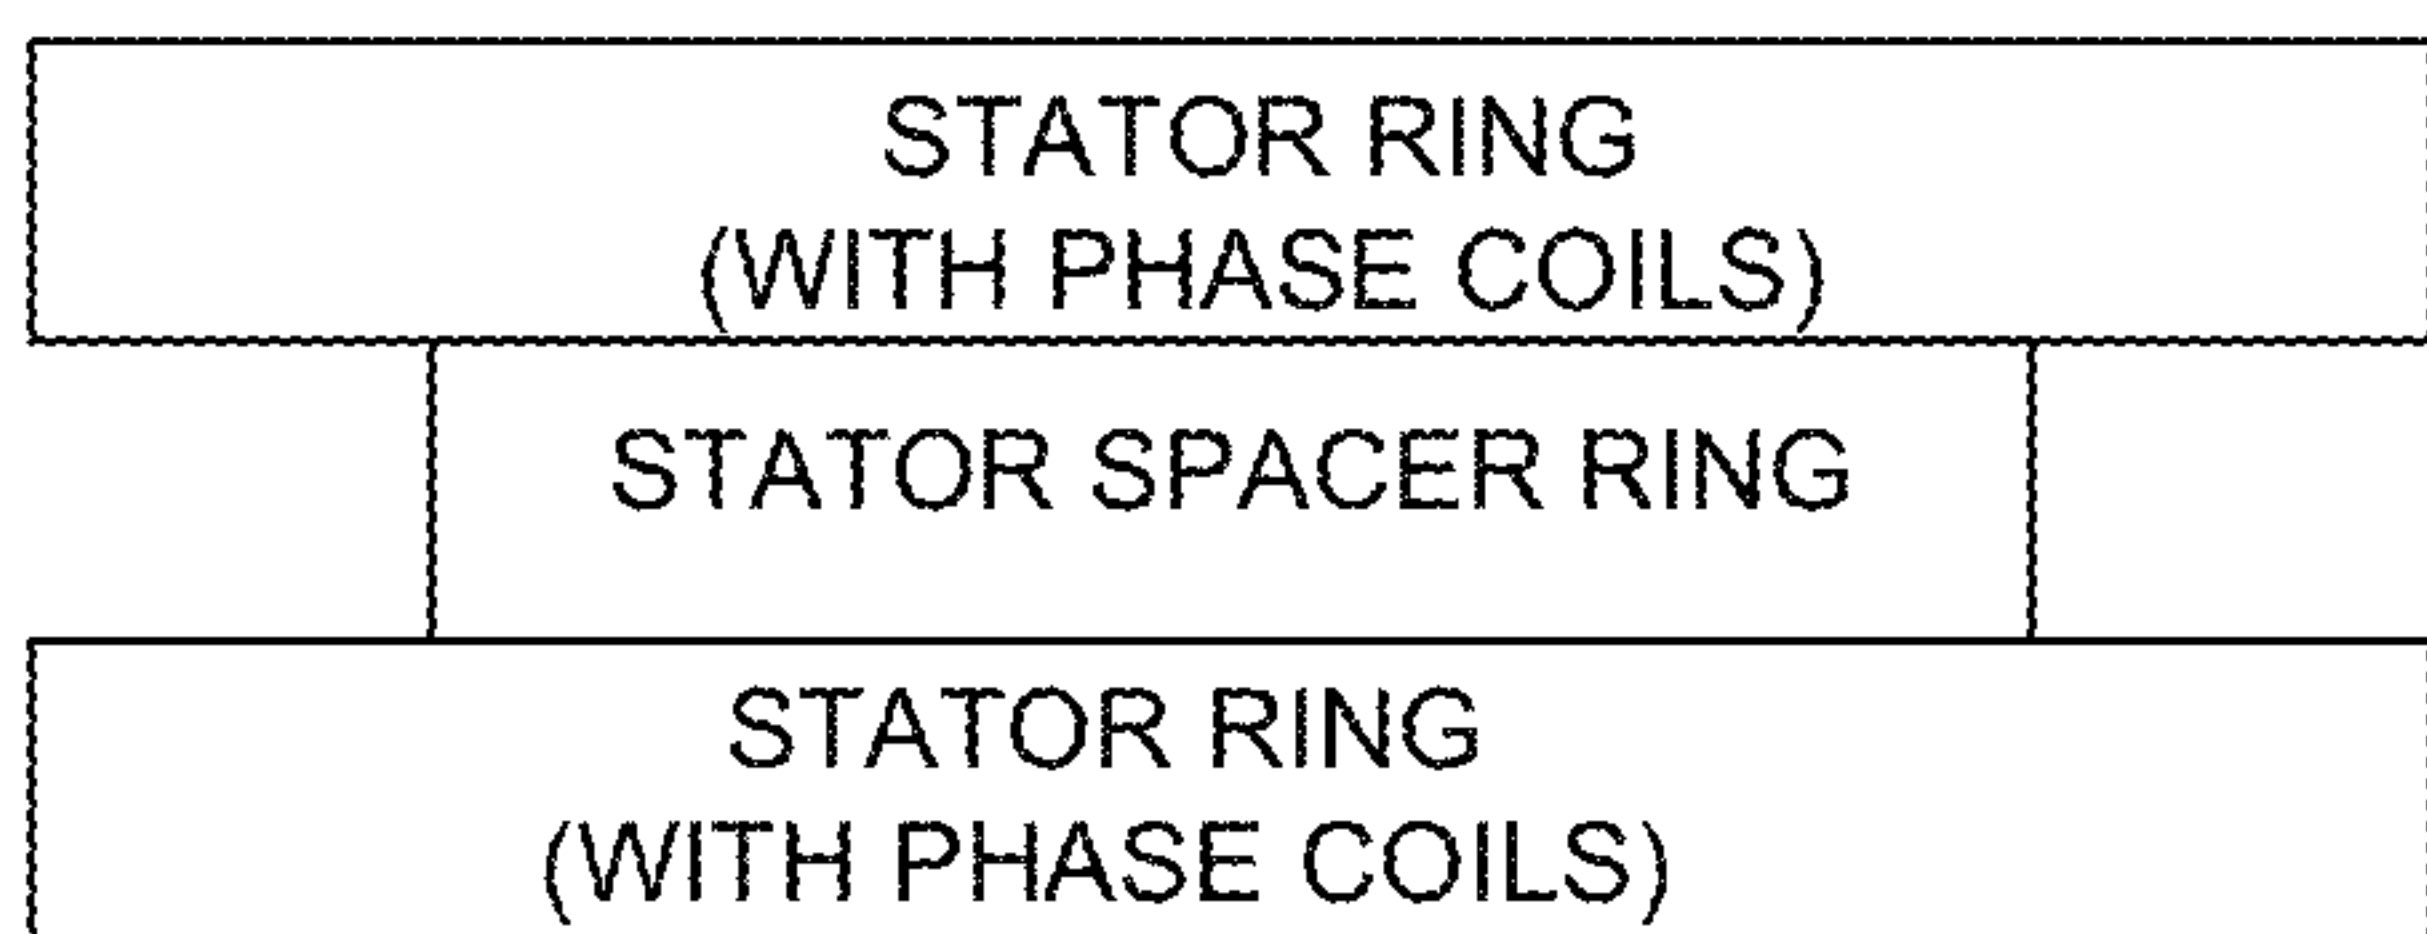 STATOR RING
(WITH PHASE COILS)
STATOR SPACER RING
STATOR RING
(WITH PHASE COILS)